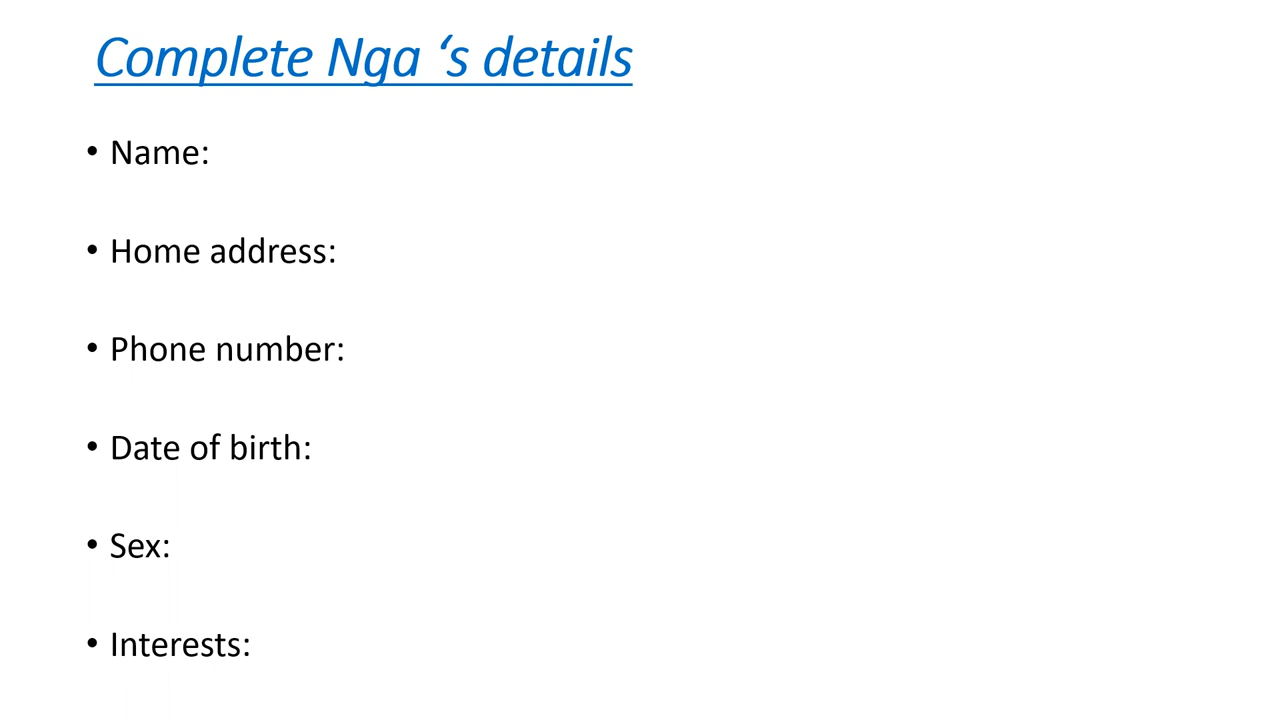 Complete Nga ‘s details
• Name:
• Home address:
• Phone number:
• Date of birth:
• Sex:
• Interests: